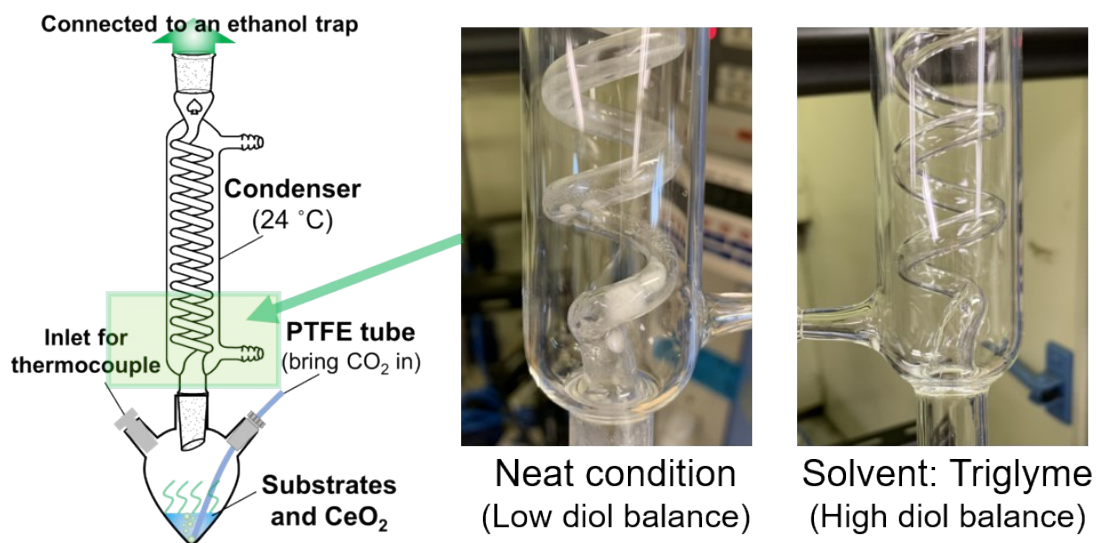 Connected to an ethanol trap
Condenser
(24 ˚C)
Inlet for
thermocouple
PTFE tube
(bring CO₂ in)
Substrates
and CeO₂
Neat condition
(Low diol balance)
Solvent: Triglyme
(High diol balance)